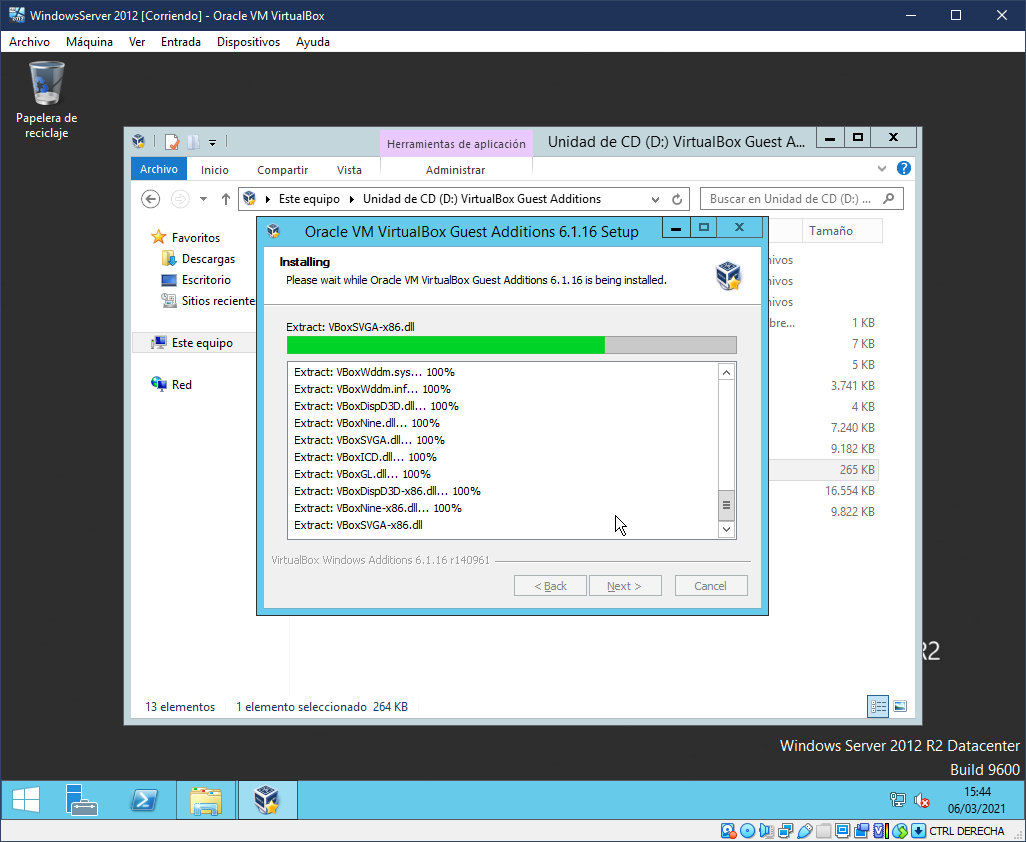 WindowsServer 2012 [Corriendo] - Oracle VM VirtualBox
Archivo Máquina Ver Entrada Dispositivos Ayuda
Papelera de
reciclaje
Herramientas de aplicación
Unidad de CD (D:) VirtualBox Guest A...
Archivo Inicio Compartir Vista Administrar
Este equipo Unidad de CD (D:) VirtualBox Guest Additions
Buscar en Unidad de CD (D:) ...
Favoritos
Descargas
Escritorio
Sitios reciente
Este equipo
Red
Tamaño
hivos
hivos
hivos
bre... 1 KB
7 KB
5 KB
3.741 KB
4 KB
7.240 KB
9.182 KB
265 KB
16.554 KB
9.822 KB
Oracle VM VirtualBox Guest Additions 6.1.16 Setup
Installing
Please wait while Oracle VM VirtualBox Guest Additions 6.1.16 is being installed.
Extract: VBoxSVGA-x86.dll
Extract: VBoxWddm.sys... 100%
Extract: VBoxWddm.inf... 100%
Extract: VBoxDispD3D.dll... 100%
Extract: VBoxNine.dll... 100%
Extract: VBoxSVGA.dll... 100%
Extract: VBoxICD.dll... 100%
Extract: VBoxGL.dll... 100%
Extract: VBoxDispD3D-x86.dll... 100%
Extract: VBoxNine-x86.dll... 100%
Extract: VBoxSVGA-x86.dll
VirtualBox Windows Additions 6.1.16 r140961
< Back Next > Cancel
R2
13 elementos 1 elemento seleccionado 264 KB
Windows Server 2012 R2 Datacenter
Build 9600
15:44
06/03/2021
CTRL DERECHA